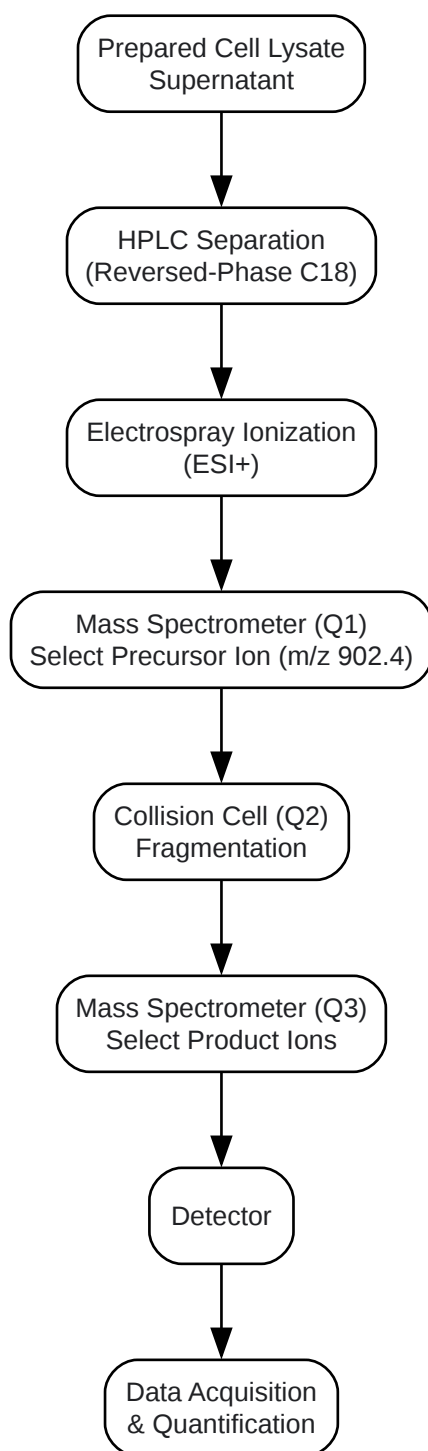 Prepared Cell Lysate
Supernatant
HPLC Separation
(Reversed-Phase C18)
Electrospray Ionization
(ESI+)
Mass Spectrometer (Q1)
Select Precursor Ion (m/z 902.4)
Collision Cell (Q2)
Fragmentation
Mass Spectrometer (Q3)
Select Product Ions
Detector
Data Acquisition
& Quantification